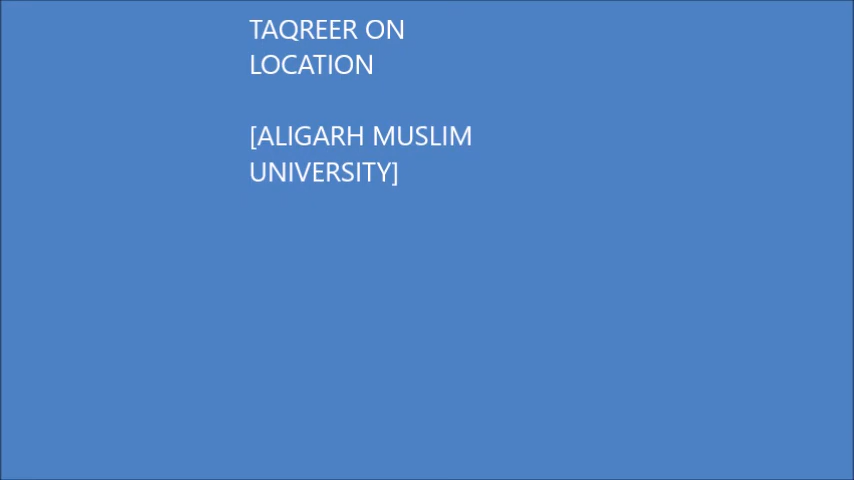 TAQREER ON
LOCATION
[ALIGARH MUSLIM
UNIVERSITY]